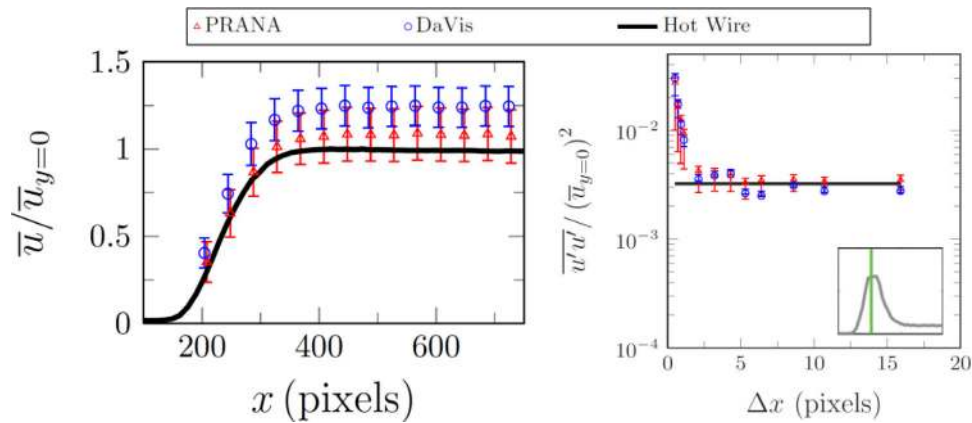 PRANA DaVis Hot Wire
1.5
1
0.5
0
200 400 600
x (pixels)
u̅/u̅y=0
10⁻²
10⁻³
10⁻⁴
0 5 10 15 20
Δx (pixels)
u'u'/(u̅y=0)²